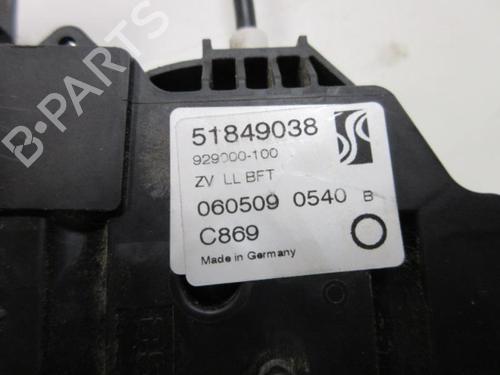 51849038
929000-100
ZV LL BFT
060509 0540 B
C869
Made in Germany
B-PARTS